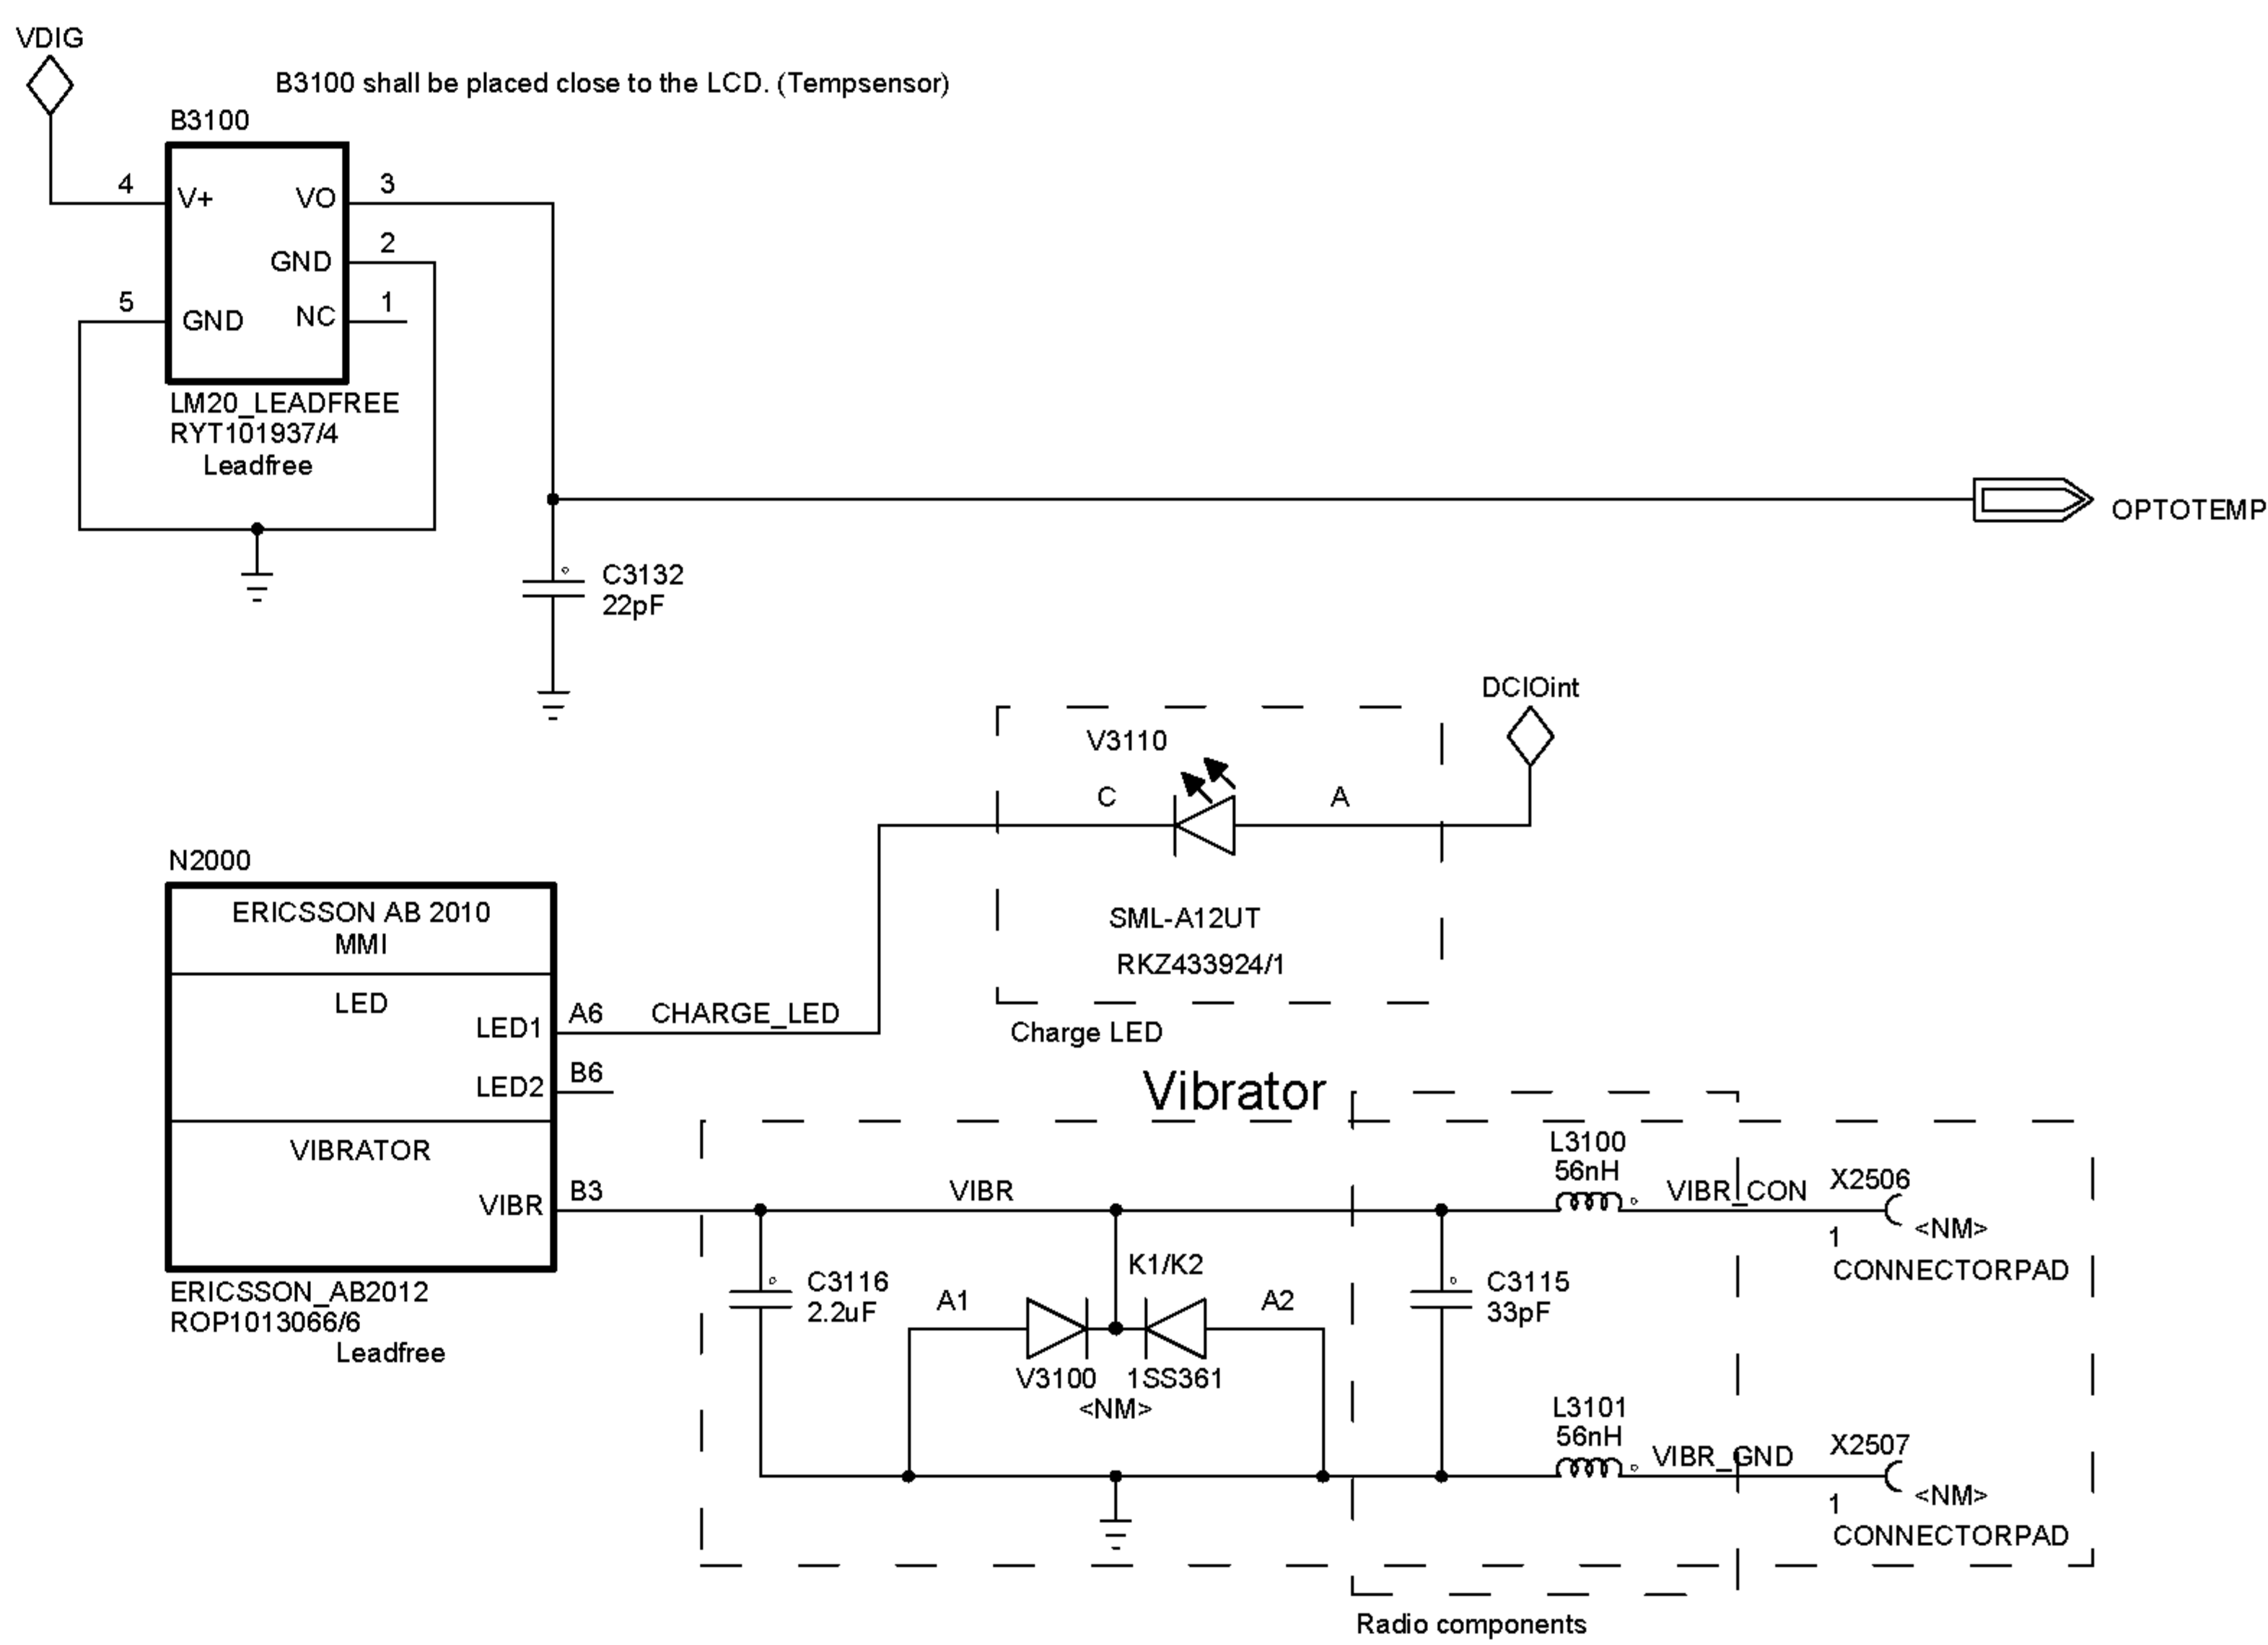 VDIG
B3100 shall be placed close to the LCD. (Tempsensor)
B3100
4
V+
VO
3
GND
2
5
GND
NC
1
LM20_LEADFREE
RYT101937/4
Leadfree
OPTOTEMP
C3132
22pF
DCIOint
V3110
C
A
SML-A12UT
RKZ433924/1
Charge LED
N2000
ERICSSON AB 2010
MMI
LED
LED1
A6
CHARGE_LED
LED2
B6
VIBRATOR
VIBR
B3
ERICSSON_AB2012
ROP1013066/6
Leadfree
Vibrator
VIBR
L3100
56nH
VIBR_CON
X2506
<NM>
1
CONNECTORPAD
C3116
2.2uF
K1/K2
A1
A2
V3100
1SS361
<NM>
C3115
33pF
L3101
56nH
VIBR_GND
X2507
<NM>
1
CONNECTORPAD
Radio components